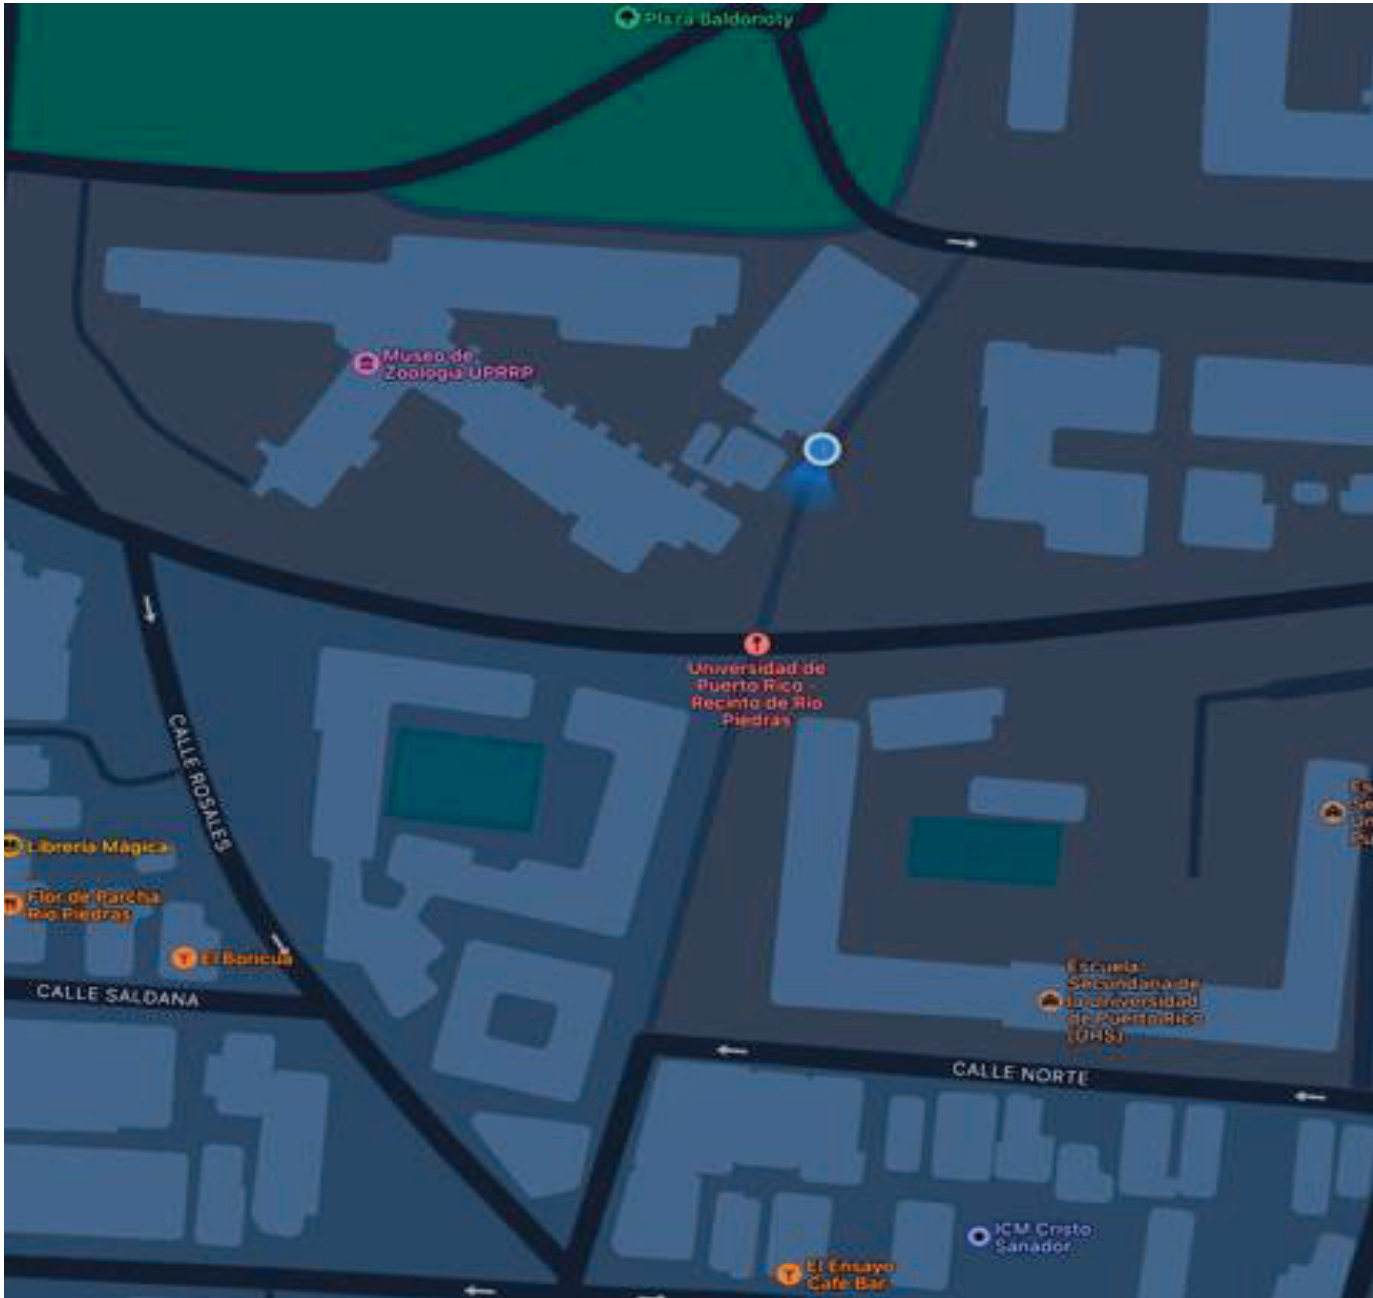 Plaza Baldorioty
Museo de
Zoología UPRRP
Universidad de
Puerto Rico -
Recinto de Río
Piedras
CALLE ROSALES
Librería Mágica
Flor de Parcha
Río Piedras
El Boricua
CALLE SALDANA
Escuela
Secundaria de
la Universidad
de Puerto Rico
(UHS)
CALLE NORTE
ICM Cristo
Sanador
El Ensayo
Café Bar